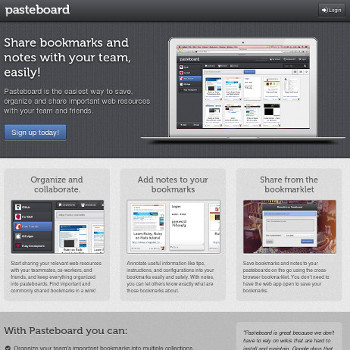 pasteboard
Login
Share bookmarks and
notes with your team,
easily!
Pasteboard is the easiest way to save,
organize and share important web resources
with your team and friends.
Sign up today!
Organize and
collaborate.
Add notes to your
bookmarks
Share from the
bookmarklet
Start sharing your relevant web resources
with your teammates, co-workers, and
friends, and keep everything organized
into pasteboards. Find important and
commonly shared bookmarks in a wink!
Annotate useful information like tips,
instructions, and configurations into your
bookmarks easily and safely. With notes,
you can let others know exactly what are
those bookmarks about.
Save bookmarks and notes to your
pasteboards on-the-go using the cross
browser bookmarklet. You don't need to
have the web app open to save your
bookmarks.
With Pasteboard you can:
Organize your team's important bookmarks into multiple collections
"Pasteboard is great because we don't
have to rely on wikis that are hard to
install and maintain. Google docs that